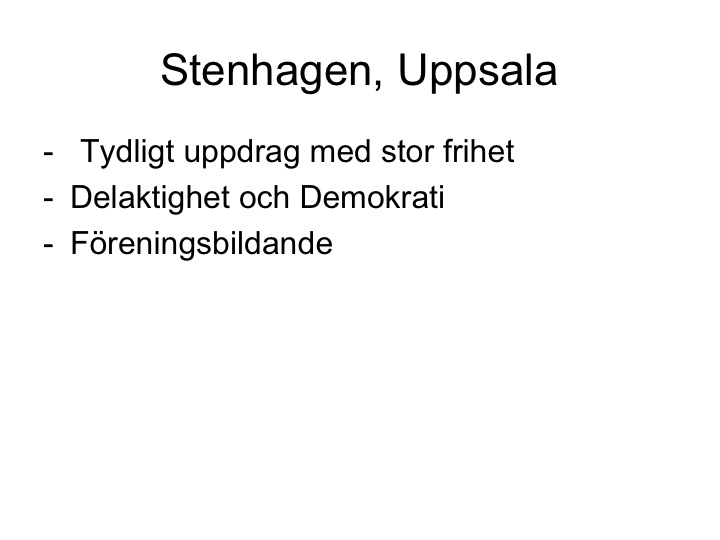 Stenhagen, Uppsala
- Tydligt uppdrag med stor frihet
- Delaktighet och Demokrati
- Föreningsbildande